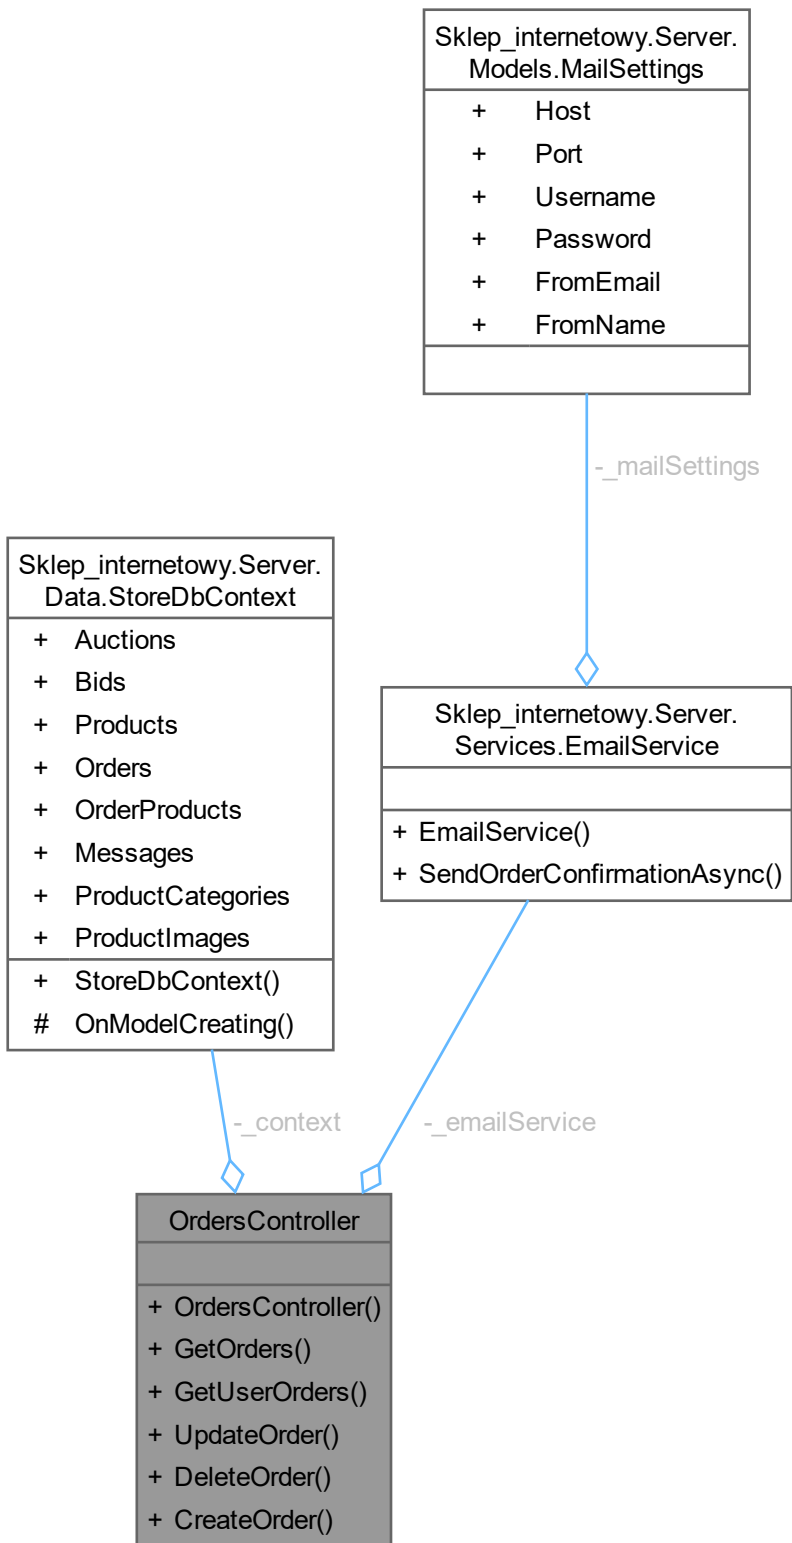 Sklep_internetowy.Server.
Models.MailSettings
+ Host
+ Port
+ Username
+ Password
+ FromEmail
+ FromName
-_mailSettings
Sklep_internetowy.Server.
Data.StoreDbContext
+ Auctions
+ Bids
+ Products
+ Orders
+ OrderProducts
+ Messages
+ ProductCategories
+ ProductImages
+ StoreDbContext()
# OnModelCreating()
Sklep_internetowy.Server.
Services.EmailService
+ EmailService()
+ SendOrderConfirmationAsync()
-_context
-_emailService
OrdersController
+ OrdersController()
+ GetOrders()
+ GetUserOrders()
+ UpdateOrder()
+ DeleteOrder()
+ CreateOrder()